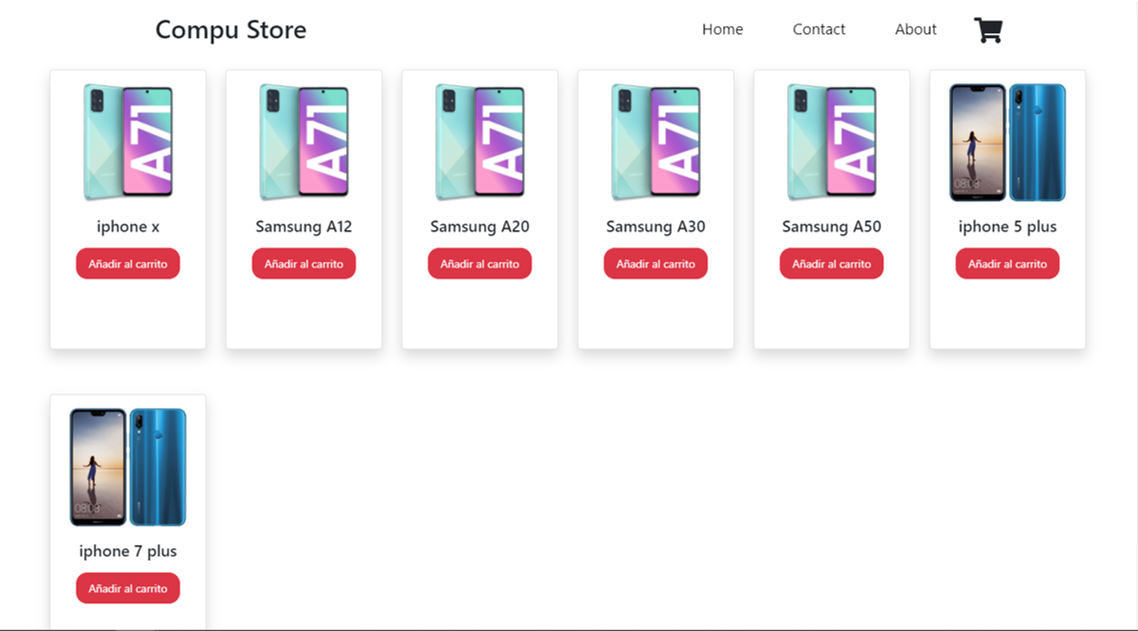 Compu Store
Home Contact About
A71 A71 A71 A71 A71 08:08
iphone x Samsung A12 Samsung A20 Samsung A30 Samsung A50 iphone 5 plus
Añadir al carrito Añadir al carrito Añadir al carrito Añadir al carrito Añadir al carrito Añadir al carrito
08:08
iphone 7 plus
Añadir al carrito